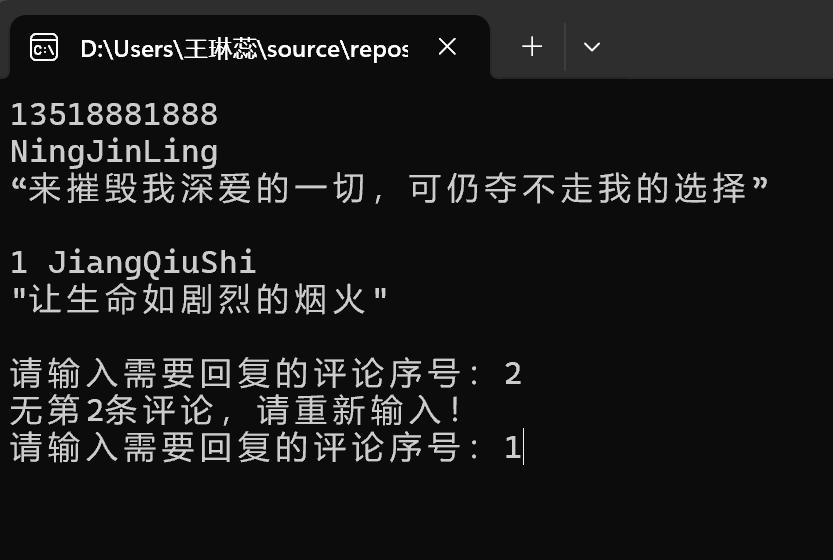 D:\Users\王琳蕊\source\repos
13518881888
NingJinLing
“来摧毁我深爱的一切，可仍夺不走我的选择”
1 JiangQiuShi
"让生命如剧烈的烟火"
请输入需要回复的评论序号：2
无第2条评论，请重新输入！
请输入需要回复的评论序号：1